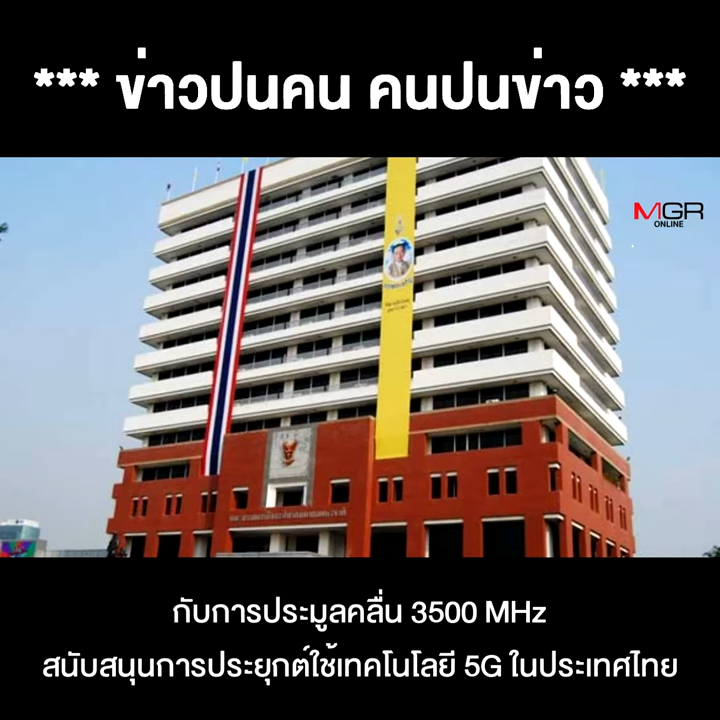 *** ข่าวปนคน คนปนข่าว ***
MGR
ONLINE
กับการประมูลคลื่น 3500 MHz
สนับสนุนการประยุกต์ใช้เทคโนโลยี 5G ในประเทศไทย